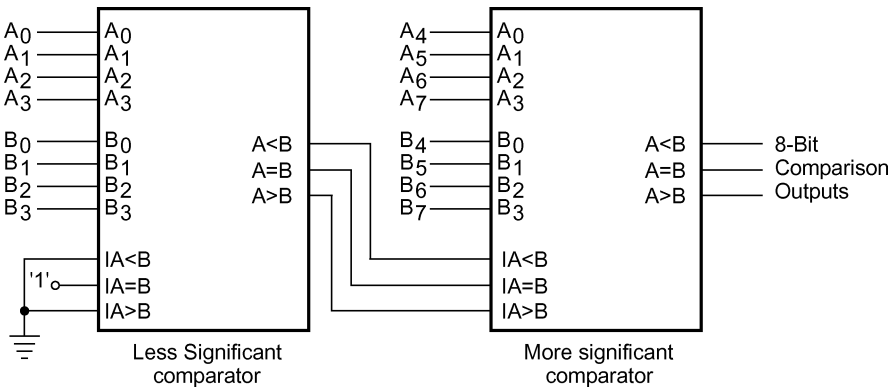 A0 A0
A1 A1
A2 A2
A3 A3
B0 B0
B1 B1
B2 B2
B3 B3
A<B
A=B
A>B
IA<B
'1' IA=B
IA>B
Less Significant
comparator
A4 A0
A5 A1
A6 A2
A7 A3
B4 B0
B5 B1
B6 B2
B7 B3
A<B 8-Bit
A=B Comparison
A>B Outputs
IA<B
IA=B
IA>B
More significant
comparator